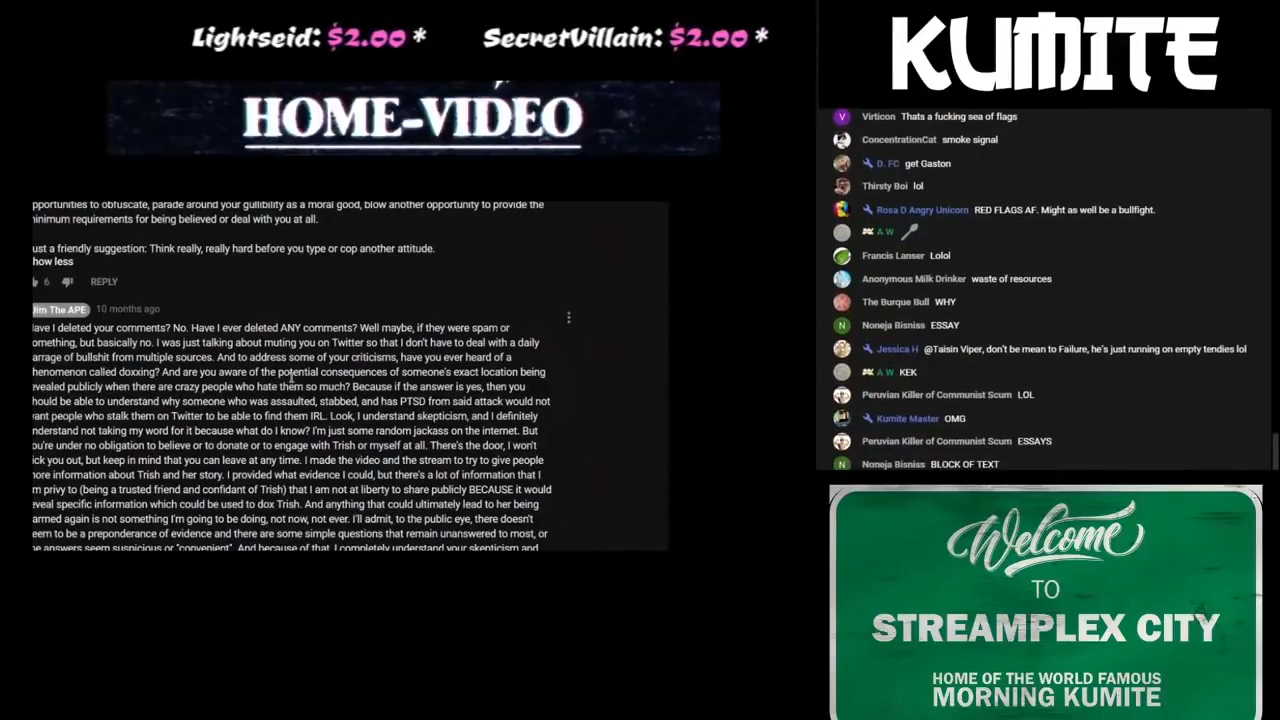 Lightseid: $2.00 *
SecretVillain: $2.00 *
HOME-VIDEO
pportunities to obfuscate, parade around your gullibility as a moral good, blow another opportunity to provide the
inimum requirements for being believed or deal with you at all.
ust a friendly suggestion: Think really, really hard before you type or cop another attitude.
how less
6
REPLY
Jim The APE 10 months ago
ave I deleted your comments? No. Have I ever deleted ANY comments? Well maybe, if they were spam or
omething, but basically no. I was just talking about muting you on Twitter so that I don't have to deal with a daily
arrage of bullshit from multiple sources. And to address some of your criticisms, have you ever heard of a
henomenon called doxxing? And are you aware of the potential consequences of someone's exact location being
evealed publicly when there are crazy people who hate them so much? Because if the answer is yes, then you
hould be able to understand why someone who was assaulted, stabbed, and has PTSD from said attack would not
ant people who stalk them on Twitter to be able to find them IRL. Look, I understand skepticism, and I definitely
nderstand not taking my word for it because what do I know? I'm just some random jackass on the internet. But
ou're under no obligation to believe or to donate or to engage with Trish or myself at all. There's the door, I won't
ick you out, but keep in mind that you can leave at any time. I made the video and the stream to try to give people
ore information about Trish and her story. I provided what evidence I could, but there's a lot of information that I
m privy to (being a trusted friend and confidant of Trish) that I am not at liberty to share publicly BECAUSE it would
eveal specific information which could be used to dox Trish. And anything that could ultimately lead to her being
armed again is not something I'm going to be doing, not now, not ever. I'll admit, to the public eye, there doesn't
eem to be a preponderance of evidence and there are some simple questions that remain unanswered to most, or
he answers seem suspicious or "convenient". And because of that, I completely understand your skepticism and
KUMITE
V Virticon Thats a fucking sea of flags
ConcentrationCat smoke signal
D. FC get Gaston
Thirsty Boi lol
Rosa D Angry Unicorn RED FLAGS AF. Might as well be a bullfight.
A W
Francis Lanser Lolol
Anonymous Milk Drinker waste of resources
The Burque Bull WHY
N Noneja Bisniss ESSAY
Jessica H @Taisin Viper, don't be mean to Failure, he's just running on empty tendies lol
A W KEK
Peruvian Killer of Communist Scum LOL
Kumite Master OMG
Peruvian Killer of Communist Scum ESSAYS
N Noneja Bisniss BLOCK OF TEXT
Welcome
TO
STREAMPLEX CITY
HOME OF THE WORLD FAMOUS
MORNING KUMITE